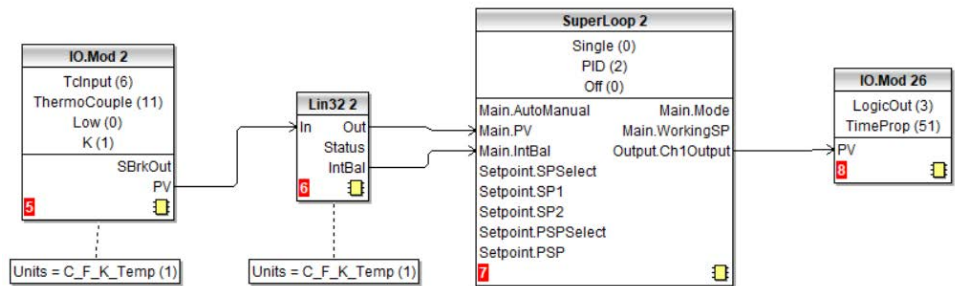 IO.Mod 2
TcInput (6)
ThermoCouple (11)
Low (0)
K (1)
SBrkOut
PV
5
Units = C_F_K_Temp (1)
Lin32 2
In Out
Status
IntBal
6
Units = C_F_K_Temp (1)
SuperLoop 2
Single (0)
PID (2)
Off (0)
Main.AutoManual Main.Mode
Main.PV Main.WorkingSP
Main.IntBal Output.Ch1Output
Setpoint.SPSelect
Setpoint.SP1
Setpoint.SP2
Setpoint.PSPSelect
Setpoint.PSP
7
IO.Mod 26
LogicOut (3)
TimeProp (51)
PV
8